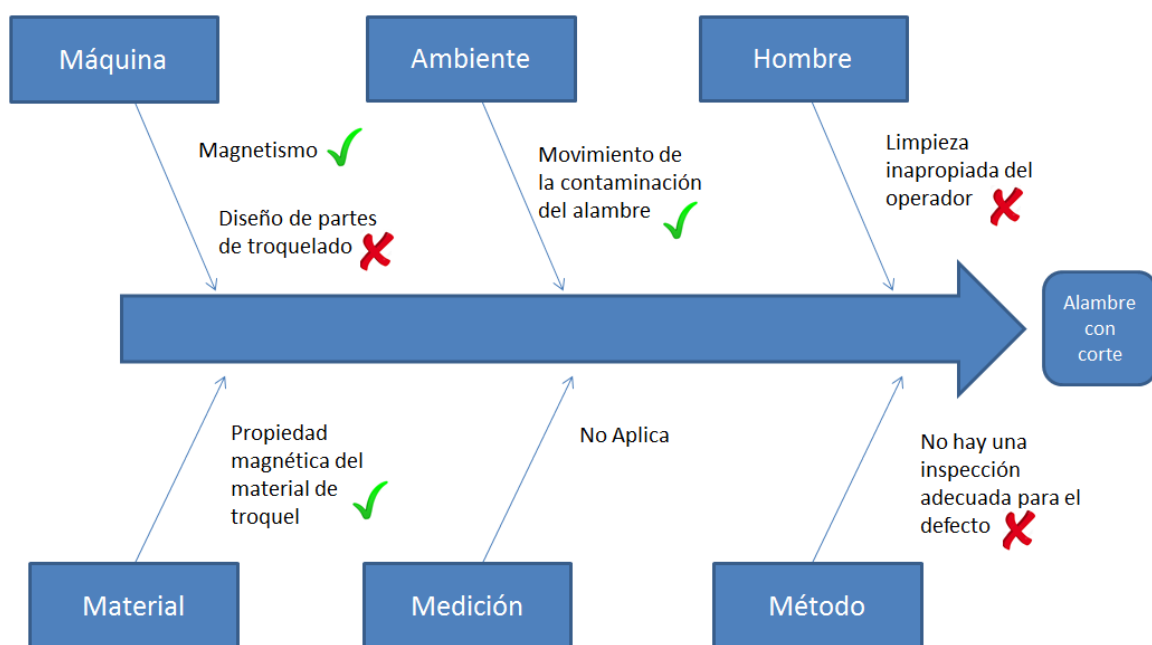 Máquina
Ambiente
Hombre
Magnetismo
Diseño de partes
de troquelado
Movimiento de
la contaminación
del alambre
Limpieza
inapropiada del
operador
Alambre
con
corte
Propiedad
magnética del
material de
troquel
No Aplica
No hay una
inspección
adecuada para el
defecto
Material
Medición
Método